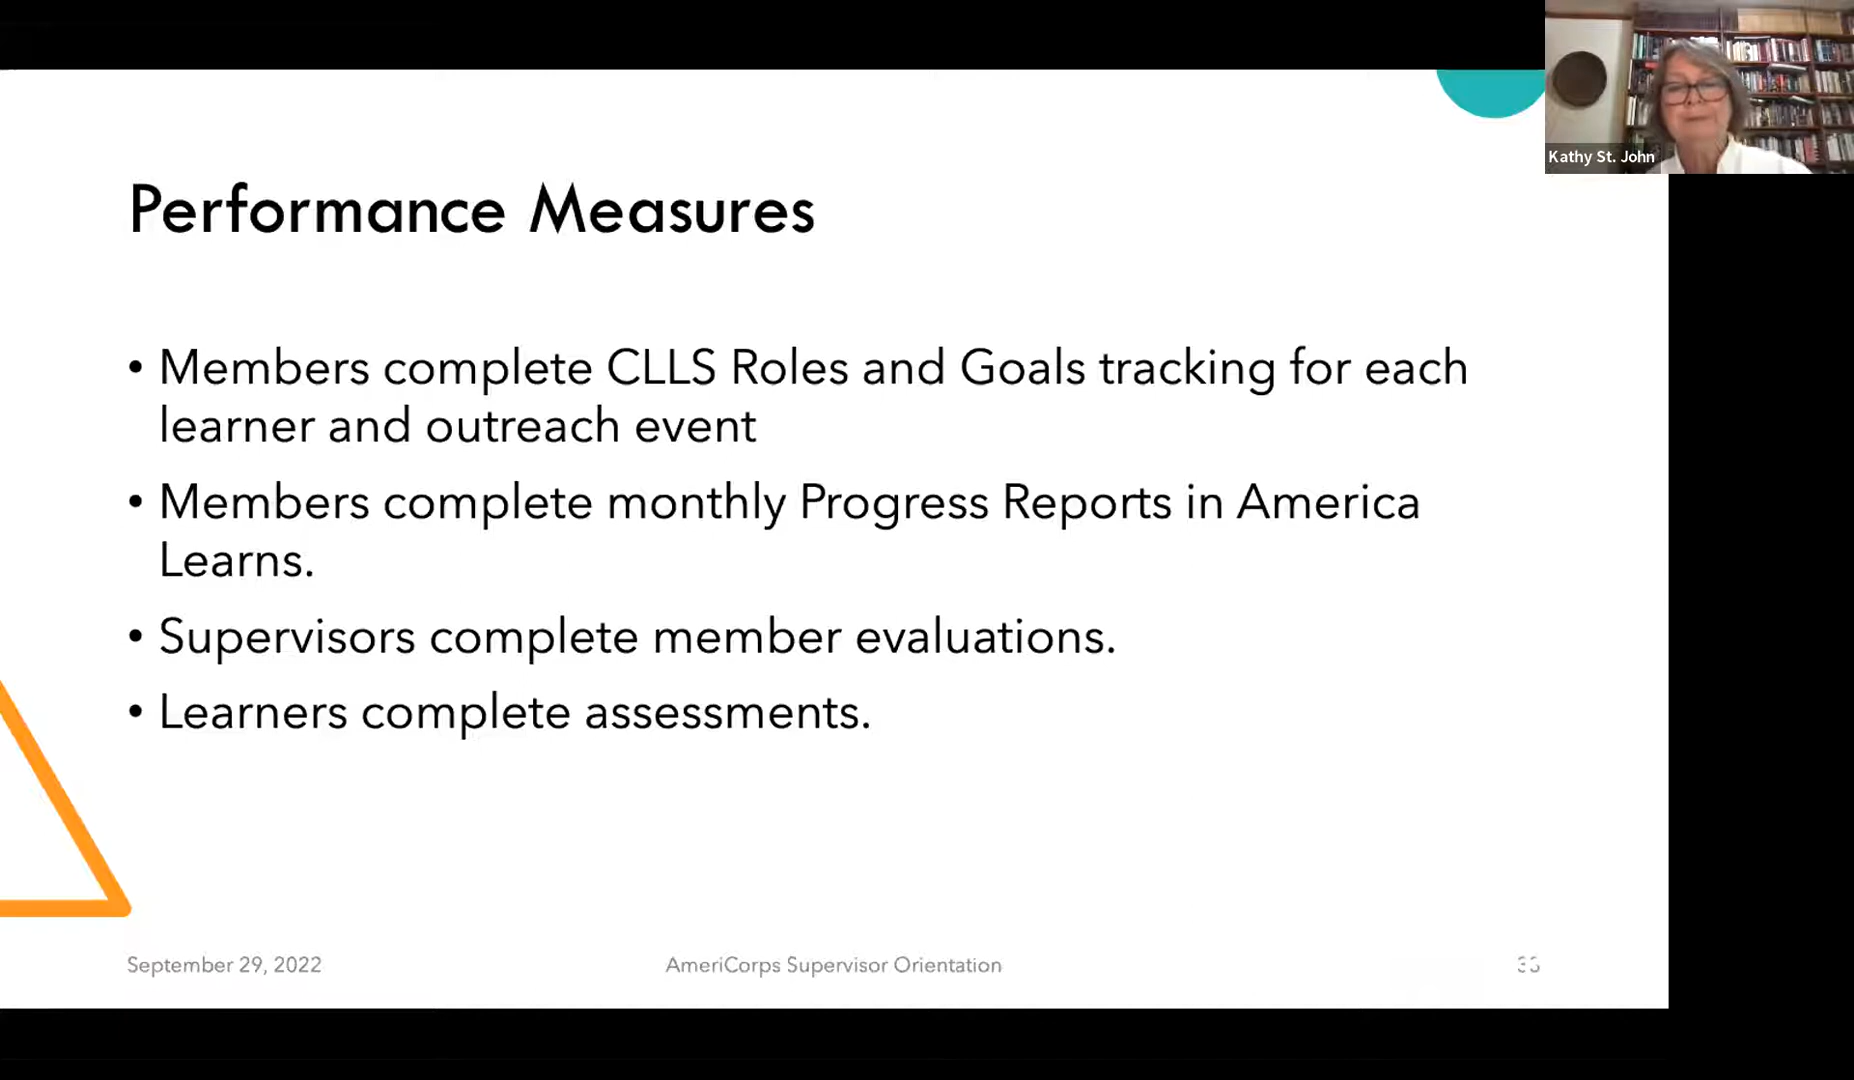 Kathy St. John
Performance Measures
• Members complete CLLS Roles and Goals tracking for each
learner and outreach event
• Members complete monthly Progress Reports in America
Learns.
• Supervisors complete member evaluations.
• Learners complete assessments.
September 29, 2022
AmeriCorps Supervisor Orientation